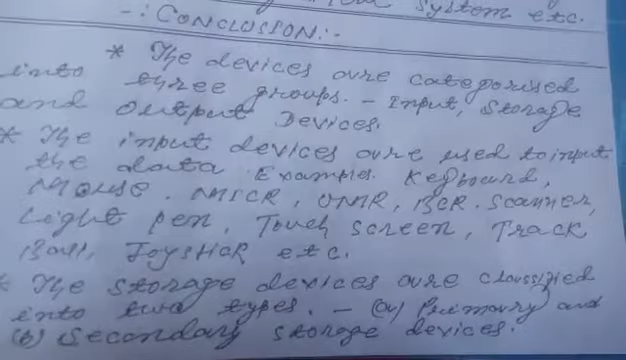 System etc.
-: CONCLUSSON:-
* The devices are categorised
into three groups. - Input, Storage
and Output Devices.
* The input devices are used to input
the data Example. Keyboard,
Mouse. MICR, OMR, BCR. Scanner,
Light pen, Touch screen, Track
Ball, Joystick etc.
* The storage devices are classified
into two types. - (a) Primary and
(b) Secondary storage devices.